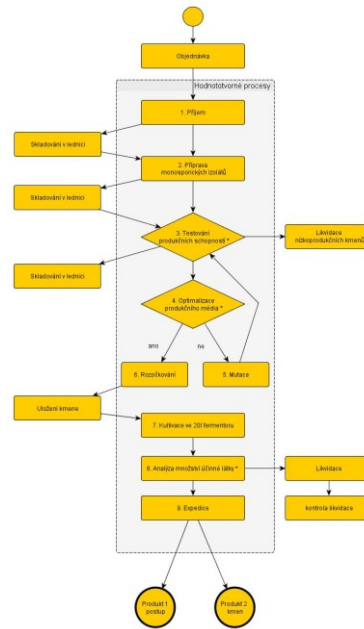 Objednávka
Hodnototvorné procesy
1. Příjem
Skladování v lednici
2. Příprava
monosporických izolátů
Skladování v lednici
3. Testování
produkčních schopností *
Likvidace
nízkoprodukčních kmenů
Skladování v lednici
4. Optimalizace
produkčního média *
ano
ne
6. Rozočkování
5. Mutace
Uložení kmene
7. Kultivace ve 20l fermentoru
8. Analýza množství účinné látky *
Likvidace
9. Expedice
kontrola likvidace
Produkt 1
postup
Produkt 2
kmen